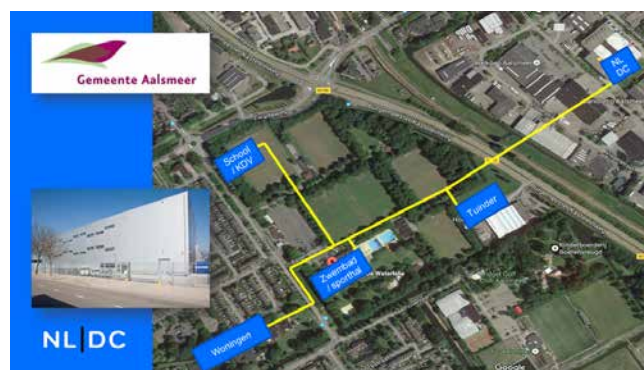 Gemeente Aalsmeer
NL
DC
School
/ KDV
Tuinder
Zwembad
/ sporthal
Woningen
NL|DC
Google